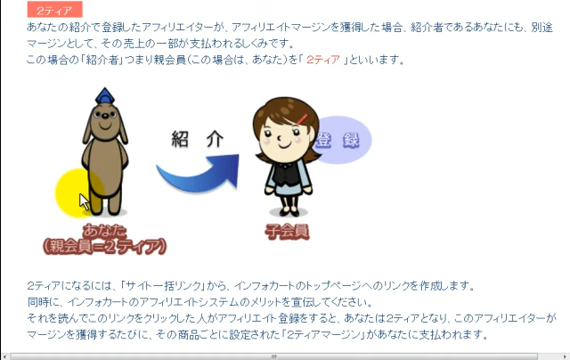 2ティア
あなたの紹介で登録したアフィリエイターが、アフィリエイトマージンを獲得した場合、紹介者であるあなたにも、別途
マージンとして、その売上の一部が支払われるしくみです。
この場合の「紹介者」つまり親会員(この場合は、あなた)を「 2ティア 」といいます。
紹 介
登 録
あなた
(親会員=2ティア)
子会員
2ティアになるには、「サイト一括リンク」から、インフォカートのトップページへのリンクを作成します。
同時に、インフォカートのアフィリエイトシステムのメリットを宣伝してください。
それを読んでこのリンクをクリックした人がアフィリエイト登録をすると、あなたは2ティアとなり、このアフィリエイターが
マージンを獲得するたびに、その商品ごとに設定された「2ティアマージン」があなたに支払われます。